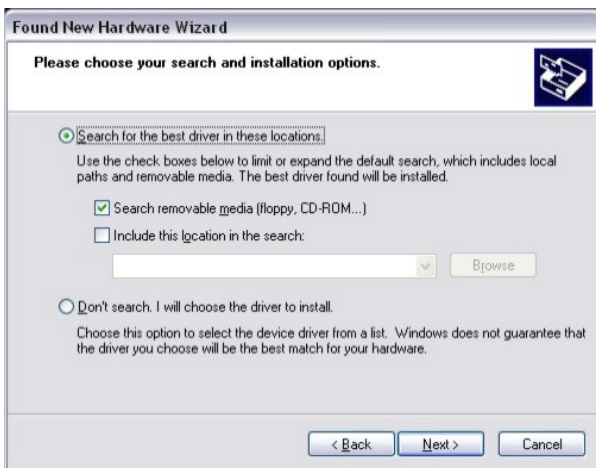 Found New Hardware Wizard
Please choose your search and installation options.
Search for the best driver in these locations.
Use the check boxes below to limit or expand the default search, which includes local
paths and removable media. The best driver found will be installed.
Search removable media (floppy, CD-ROM...)
Include this location in the search:
Browse
Don't search. I will choose the driver to install.
Choose this option to select the device driver from a list. Windows does not guarantee that
the driver you choose will be the best match for your hardware.
< Back Next > Cancel